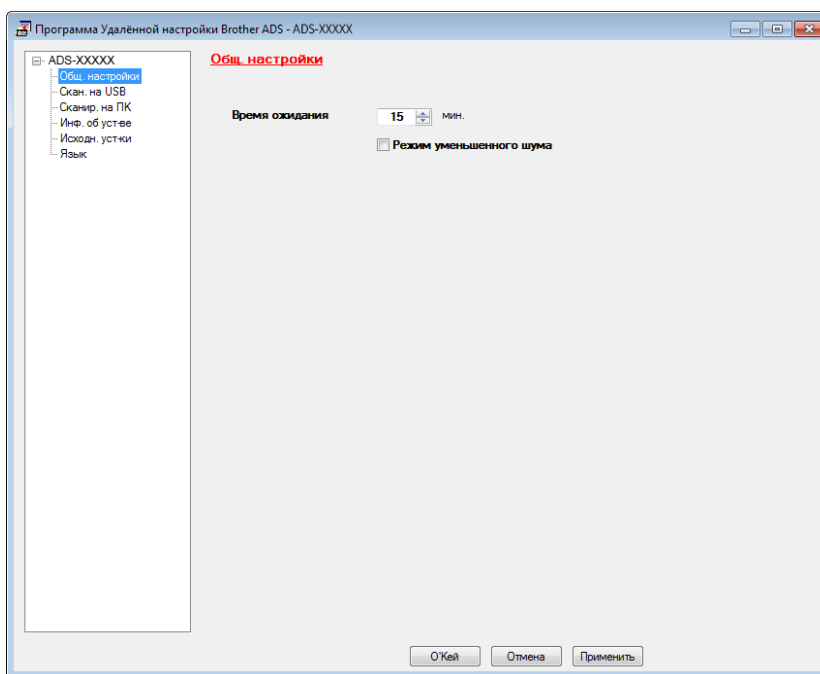 Программа Удалённой настройки Brother ADS - ADS-XXXXX
ADS-XXXXX
Общ. настройки
Скан. на USB
Сканир. на ПК
Инф. об уст-ве
Исходн. уст-ки
Язык
Общ. настройки
Время ожидания 15 мин.
Режим уменьшенного шума
О'Кей Отмена Применить